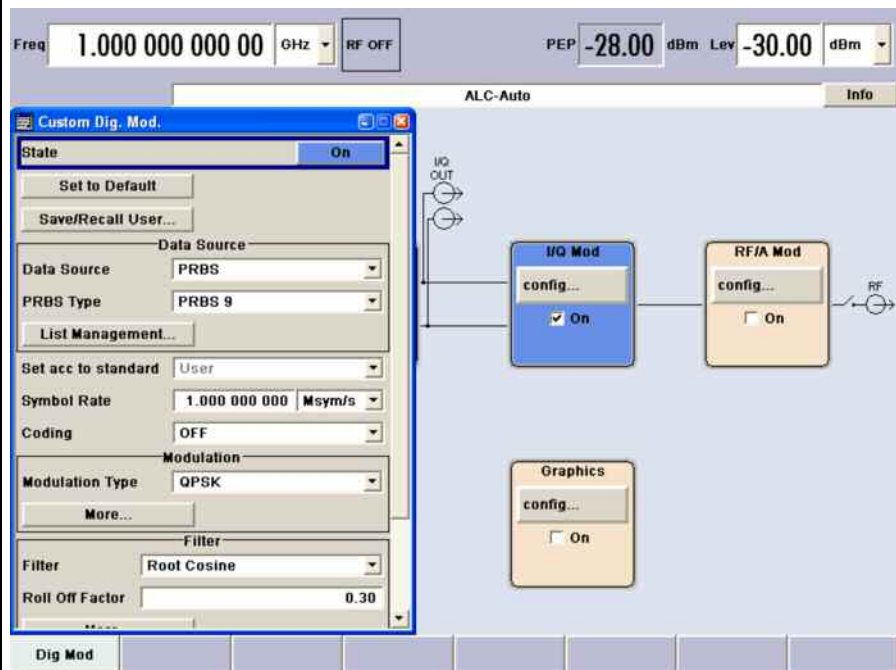 Freq 1.000 000 000 00 GHz RF OFF PEP -28.00 dBm Lev -30.00 dBm
ALC-Auto Info
Custom Dig. Mod.
State On
Set to Default
Save/Recall User...
Data Source
Data Source PRBS
PRBS Type PRBS 9
List Management...
Set acc to standard User
Symbol Rate 1.000 000 000 Msym/s
Coding OFF
Modulation
Modulation Type QPSK
More...
Filter
Filter Root Cosine
Roll Off Factor 0.30
I/Q
OUT
I/Q Mod
config...
On
RF/A Mod
config...
On
RF
Graphics
config...
On
Dig Mod